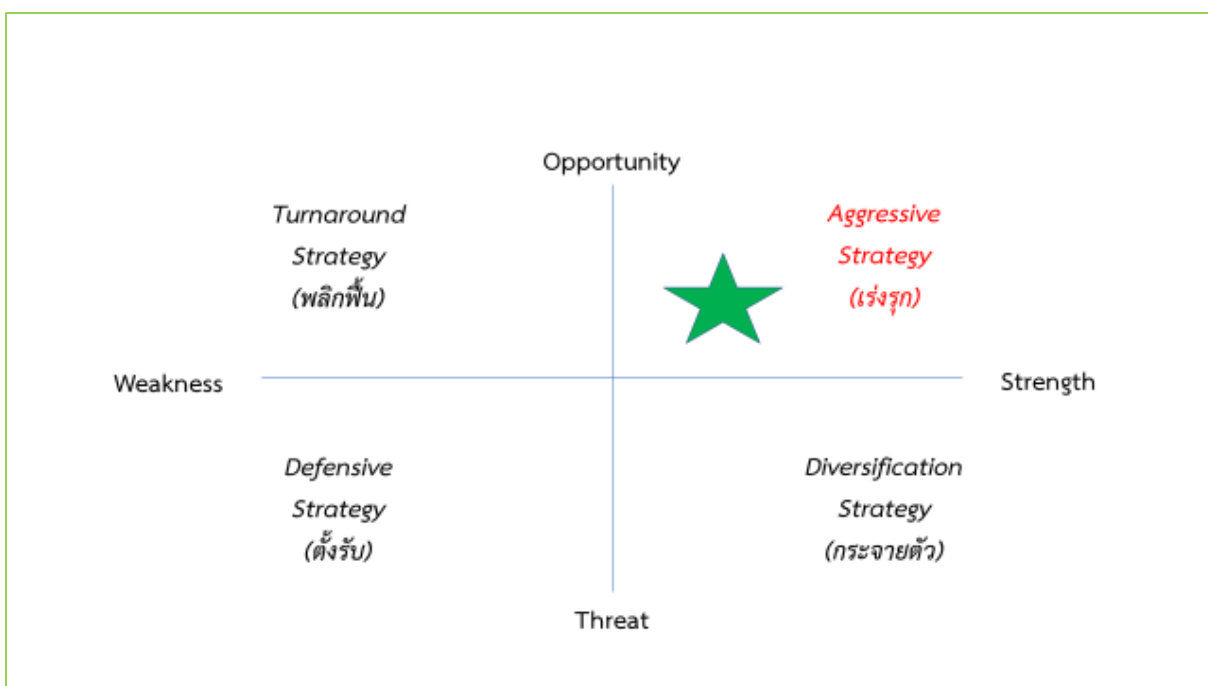 Opportunity
Turnaround
Strategy
(พลิกฟื้น)
Aggressive
Strategy
(เร่งรุก)
Weakness
Strength
Defensive
Strategy
(ตั้งรับ)
Diversification
Strategy
(กระจายตัว)
Threat